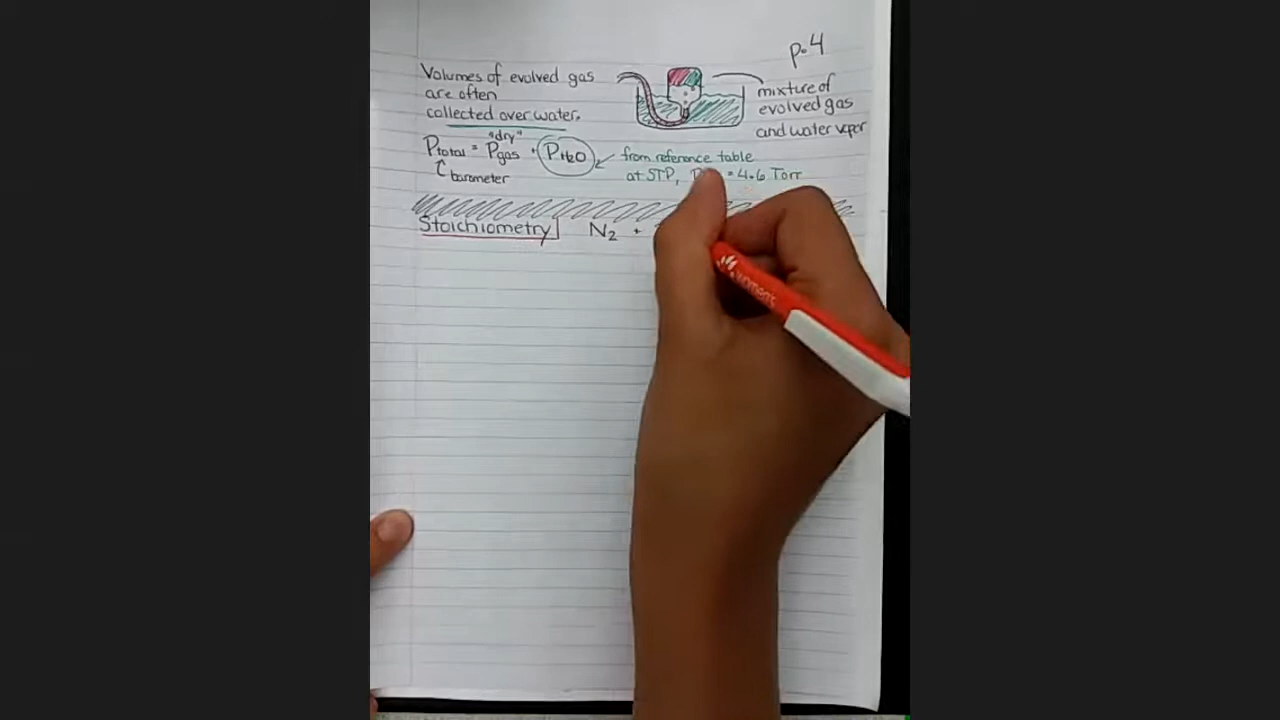 p.4
Volumes of evolved gas
are often
collected over water.
mixture of
evolved gas
and water vapor
Ptotal = "dry" Pgas + PH2O
barometer
from reference table
at STP, P = 4.6 Torr
Stoichiometry N2 +
women's